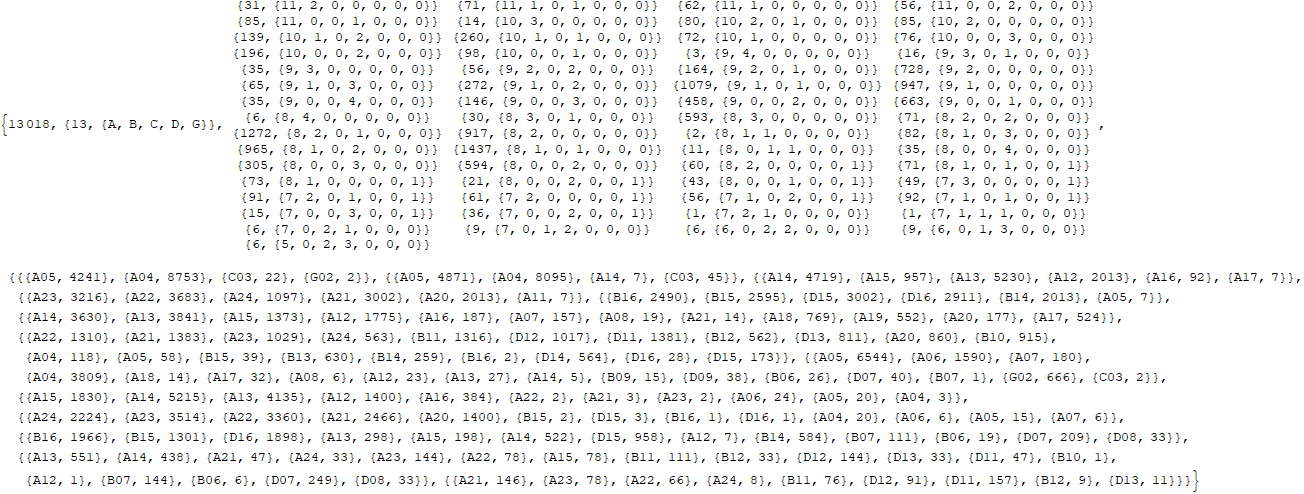 {31, {11, 2, 0, 0, 0, 0, 0}} {71, {11, 1, 0, 1, 0, 0, 0}} {62, {11, 1, 0, 0, 0, 0, 0}} {56, {11, 0, 0, 2, 0, 0, 0}}
{85, {11, 0, 0, 1, 0, 0, 0}} {14, {10, 3, 0, 0, 0, 0, 0}} {80, {10, 2, 0, 1, 0, 0, 0}} {85, {10, 2, 0, 0, 0, 0, 0}}
{139, {10, 1, 0, 2, 0, 0, 0}} {260, {10, 1, 0, 1, 0, 0, 0}} {72, {10, 1, 0, 0, 0, 0, 0}} {76, {10, 0, 0, 3, 0, 0, 0}}
{196, {10, 0, 0, 2, 0, 0, 0}} {98, {10, 0, 0, 1, 0, 0, 0}} {3, {9, 4, 0, 0, 0, 0, 0}} {16, {9, 3, 0, 1, 0, 0, 0}}
{35, {9, 3, 0, 0, 0, 0, 0}} {56, {9, 2, 0, 2, 0, 0, 0}} {164, {9, 2, 0, 1, 0, 0, 0}} {728, {9, 2, 0, 0, 0, 0, 0}}
{65, {9, 1, 0, 3, 0, 0, 0}} {272, {9, 1, 0, 2, 0, 0, 0}} {1079, {9, 1, 0, 1, 0, 0, 0}} {947, {9, 1, 0, 0, 0, 0, 0}}
{35, {9, 0, 0, 4, 0, 0, 0}} {146, {9, 0, 0, 3, 0, 0, 0}} {458, {9, 0, 0, 2, 0, 0, 0}} {663, {9, 0, 0, 1, 0, 0, 0}}
{13018, {13, {A, B, C, D, G}}, {6, {8, 4, 0, 0, 0, 0, 0}} {30, {8, 3, 0, 1, 0, 0, 0}} {593, {8, 3, 0, 0, 0, 0, 0}} {71, {8, 2, 0, 2, 0, 0, 0}} ,
{1272, {8, 2, 0, 1, 0, 0, 0}} {917, {8, 2, 0, 0, 0, 0, 0}} {2, {8, 1, 1, 0, 0, 0, 0}} {82, {8, 1, 0, 3, 0, 0, 0}}
{965, {8, 1, 0, 2, 0, 0, 0}} {1437, {8, 1, 0, 1, 0, 0, 0}} {11, {8, 0, 1, 1, 0, 0, 0}} {35, {8, 0, 0, 4, 0, 0, 0}}
{305, {8, 0, 0, 3, 0, 0, 0}} {594, {8, 0, 0, 2, 0, 0, 0}} {60, {8, 2, 0, 0, 0, 0, 1}} {71, {8, 1, 0, 1, 0, 0, 1}}
{73, {8, 1, 0, 0, 0, 0, 1}} {21, {8, 0, 0, 2, 0, 0, 1}} {43, {8, 0, 0, 1, 0, 0, 1}} {49, {7, 3, 0, 0, 0, 0, 1}}
{91, {7, 2, 0, 1, 0, 0, 1}} {61, {7, 2, 0, 0, 0, 0, 1}} {56, {7, 1, 0, 2, 0, 0, 1}} {92, {7, 1, 0, 1, 0, 0, 1}}
{15, {7, 0, 0, 3, 0, 0, 1}} {36, {7, 0, 0, 2, 0, 0, 1}} {1, {7, 2, 1, 0, 0, 0, 0}} {1, {7, 1, 1, 1, 0, 0, 0}}
{6, {7, 0, 2, 1, 0, 0, 0}} {9, {7, 0, 1, 2, 0, 0, 0}} {6, {6, 0, 2, 2, 0, 0, 0}} {9, {6, 0, 1, 3, 0, 0, 0}}
{6, {5, 0, 2, 3, 0, 0, 0}}
{{{A05, 4241}, {A04, 8753}, {C03, 22}, {G02, 2}}, {{A05, 4871}, {A04, 8095}, {A14, 7}, {C03, 45}}, {{A14, 4719}, {A15, 957}, {A13, 5230}, {A12, 2013}, {A16, 92}, {A17, 7}},
{{A23, 3216}, {A22, 3683}, {A24, 1097}, {A21, 3002}, {A20, 2013}, {A11, 7}}, {{B16, 2490}, {B15, 2595}, {D15, 3002}, {D16, 2911}, {B14, 2013}, {A05, 7}},
{{A14, 3630}, {A13, 3841}, {A15, 1373}, {A12, 1775}, {A16, 187}, {A07, 157}, {A08, 19}, {A21, 14}, {A18, 769}, {A19, 552}, {A20, 177}, {A17, 524}},
{{A22, 1310}, {A21, 1383}, {A23, 1029}, {A24, 563}, {B11, 1316}, {D12, 1017}, {D11, 1381}, {B12, 562}, {D13, 811}, {A20, 860}, {B10, 915},
{A04, 118}, {A05, 58}, {B15, 39}, {B13, 630}, {B14, 259}, {B16, 2}, {D14, 564}, {D16, 28}, {D15, 173}}, {{A05, 6544}, {A06, 1590}, {A07, 180},
{A04, 3809}, {A18, 14}, {A17, 32}, {A08, 6}, {A12, 23}, {A13, 27}, {A14, 5}, {B09, 15}, {D09, 38}, {B06, 26}, {D07, 40}, {B07, 1}, {G02, 666}, {C03, 2}},
{{A15, 1830}, {A14, 5215}, {A13, 4135}, {A12, 1400}, {A16, 384}, {A22, 2}, {A21, 3}, {A23, 2}, {A06, 24}, {A05, 20}, {A04, 3}},
{{A24, 2224}, {A23, 3514}, {A22, 3360}, {A21, 2466}, {A20, 1400}, {B15, 2}, {D15, 3}, {B16, 1}, {D16, 1}, {A04, 20}, {A06, 6}, {A05, 15}, {A07, 6}},
{{B16, 1966}, {B15, 1301}, {D16, 1898}, {A13, 298}, {A15, 198}, {A14, 522}, {D15, 958}, {A12, 7}, {B14, 584}, {B07, 111}, {B06, 19}, {D07, 209}, {D08, 33}},
{{A13, 551}, {A14, 438}, {A21, 47}, {A24, 33}, {A23, 144}, {A22, 78}, {A15, 78}, {B11, 111}, {B12, 33}, {D12, 144}, {D13, 33}, {D11, 47}, {B10, 1},
{A12, 1}, {B07, 144}, {B06, 6}, {D07, 249}, {D08, 33}}, {{A21, 146}, {A23, 78}, {A22, 66}, {A24, 8}, {B11, 76}, {D12, 91}, {D11, 157}, {B12, 9}, {D13, 11}}}}